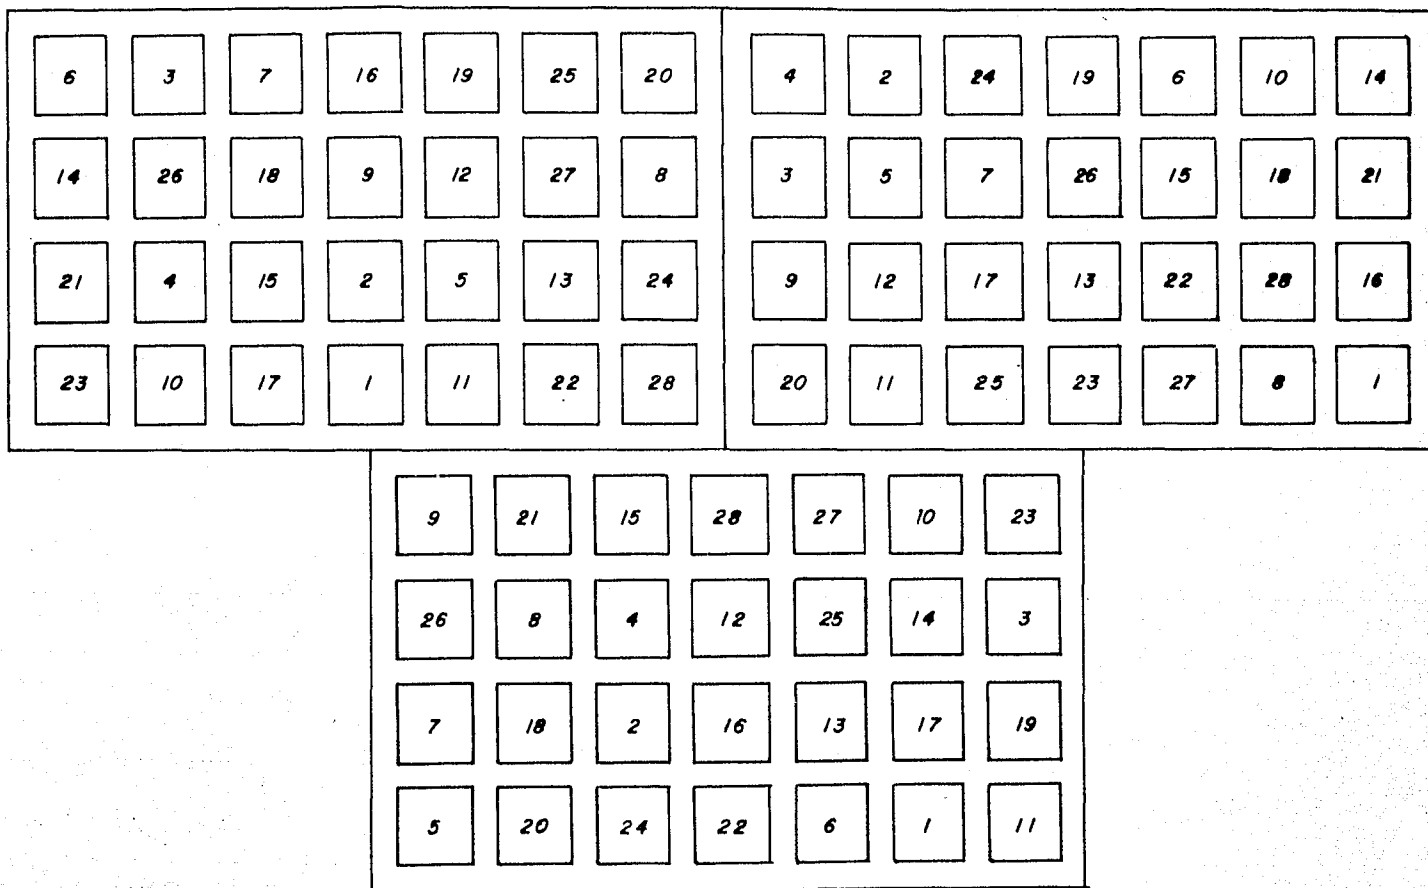 6 3 7 16 19 25 20
14 26 18 9 12 27 8
21 4 15 2 5 13 24
23 10 17 1 11 22 28
4 2 24 19 6 10 14
3 5 7 26 15 18 21
9 12 17 13 22 28 16
20 11 25 23 27 8 1
9 21 15 28 27 10 23
26 8 4 12 25 14 3
7 18 2 16 13 17 19
5 20 24 22 6 1 11